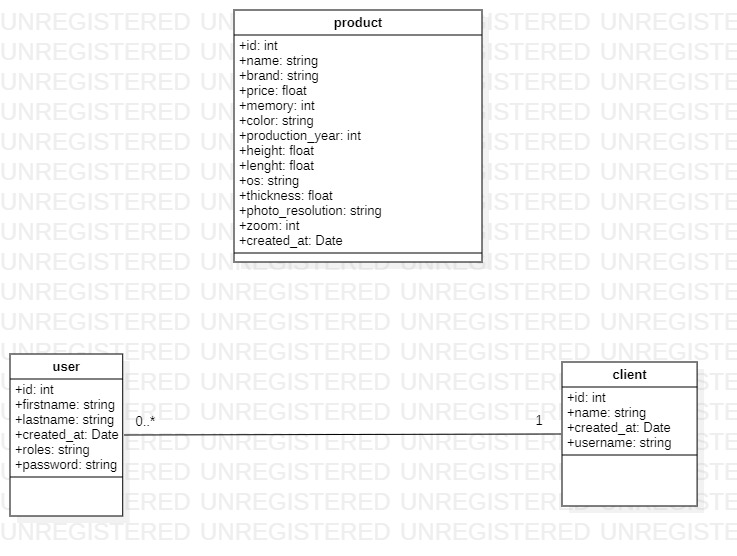 UNREGISTERED UNREGISTERED UNREGISTERED UNREGISTE
product
+id: int
+name: string
+brand: string
+price: float
+memory: int
+color: string
+production_year: int
+height: float
+lenght: float
+os: string
+thickness: float
+photo_resolution: string
+zoom: int
+created_at: Date
user
+id: int
+firstname: string
+lastname: string
+created_at: Date
+roles: string
+password: string
0..*
1
client
+id: int
+name: string
+created_at: Date
+username: string